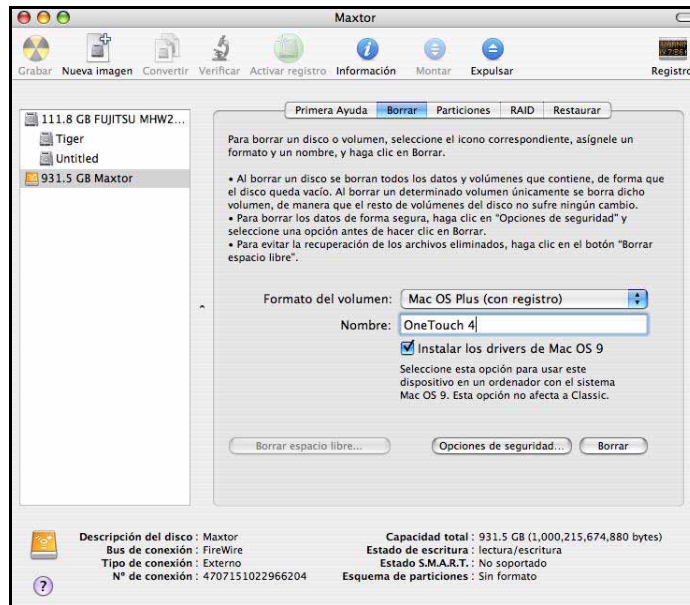 Maxtor
Grabar Nueva imagen Convertir Verificar Activar registro Información Montar Expulsar Registro
111.8 GB FUJITSU MHW2...
Tiger
Untitled
931.5 GB Maxtor
Primera Ayuda Borrar Particiones RAID Restaurar
Para borrar un disco o volumen, seleccione el icono correspondiente, asígnele un
formato y un nombre, y haga clic en Borrar.
• Al borrar un disco se borran todos los datos y volúmenes que contiene, de forma que
el disco queda vacío. Al borrar un determinado volumen únicamente se borra dicho
volumen, de manera que el resto de volúmenes del disco no sufre ningún cambio.
• Para borrar los datos de forma segura, haga clic en "Opciones de seguridad" y
seleccione una opción antes de hacer clic en Borrar.
• Para evitar la recuperación de los archivos eliminados, haga clic en el botón "Borrar
espacio libre".
Formato del volumen: Mac OS Plus (con registro)
Nombre: OneTouch 4
Instalar los drivers de Mac OS 9
Seleccione esta opción para usar este
dispositivo en un ordenador con el sistema
Mac OS 9. Esta opción no afecta a Classic.
Borrar espacio libre... Opciones de seguridad... Borrar
Descripción del disco : Maxtor
Bus de conexión : FireWire
Tipo de conexión : Externo
Nº de conexión : 4707151022966204
Capacidad total : 931.5 GB (1,000,215,674,880 bytes)
Estado de escritura : lectura/escritura
Estado S.M.A.R.T. : No soportado
Esquema de particiones : Sin formato
?